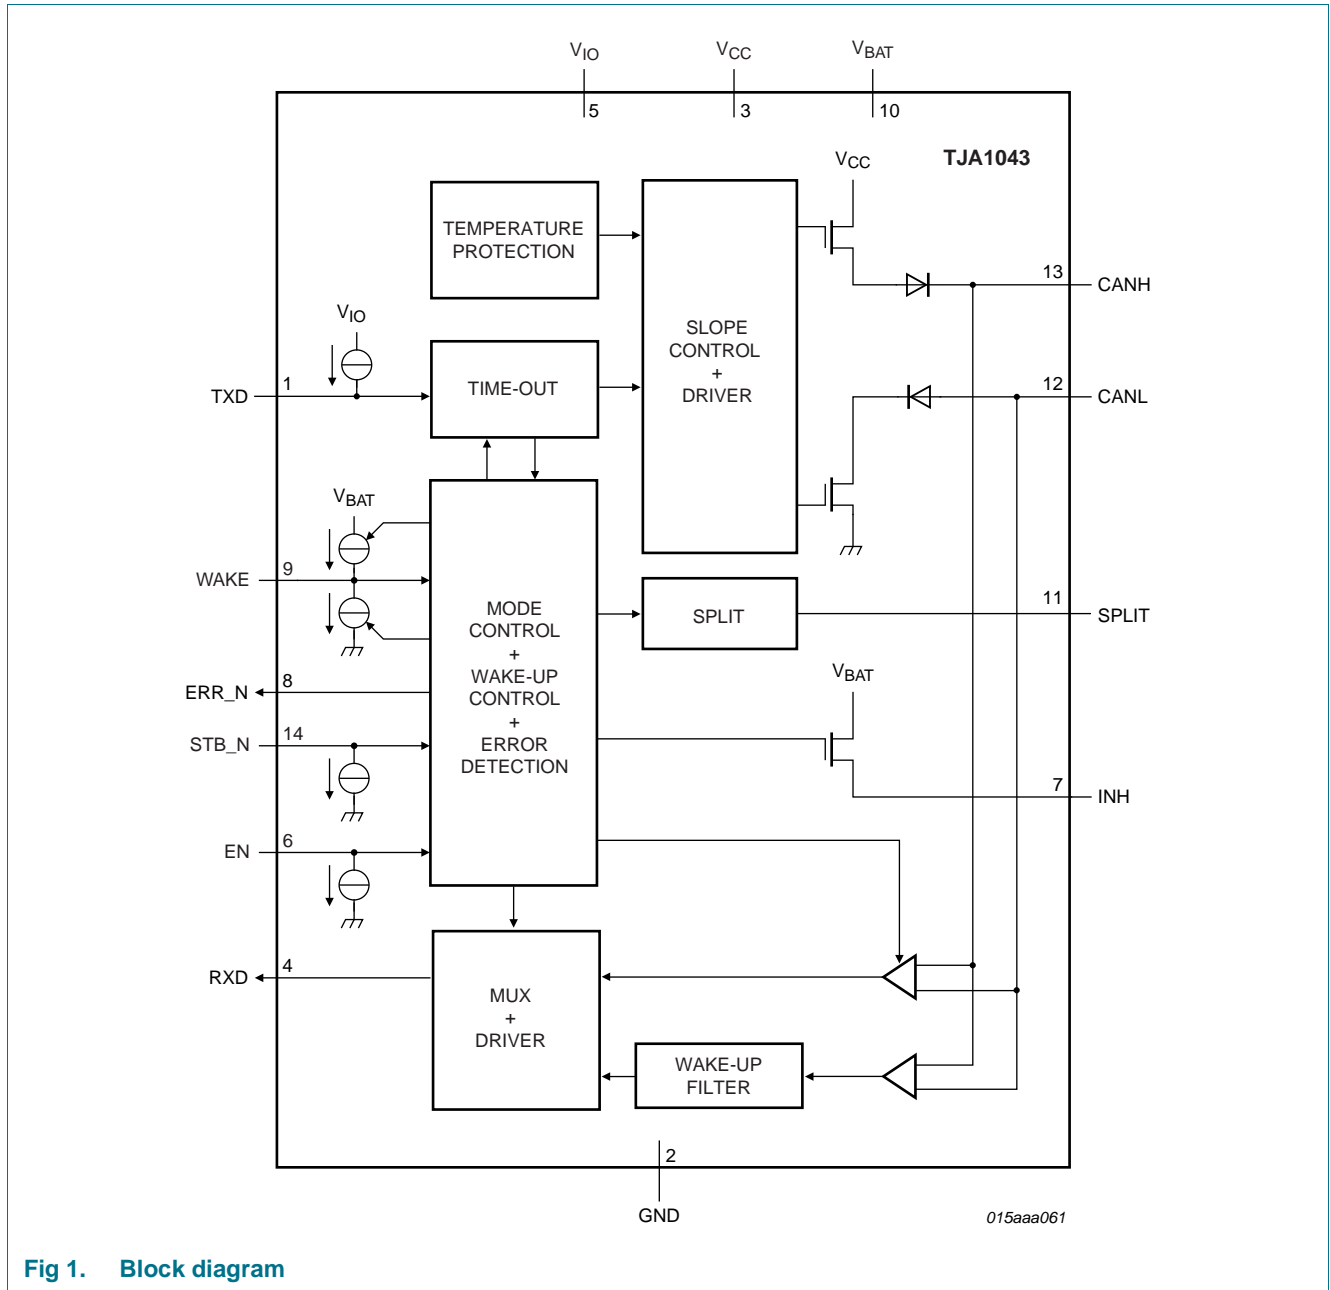 VIO
VCC
VBAT
5
3
10
TJA1043
VCC
TEMPERATURE
PROTECTION
13
CANH
VIO
SLOPE
CONTROL
+
DRIVER
TXD
1
TIME-OUT
12
CANL
VBAT
WAKE
9
MODE
CONTROL
+
WAKE-UP
CONTROL
+
ERROR
DETECTION
SPLIT
11
SPLIT
ERR_N
8
VBAT
STB_N
14
7
INH
EN
6
RXD
4
MUX
+
DRIVER
WAKE-UP
FILTER
2
GND
015aaa061
Fig 1. Block diagram